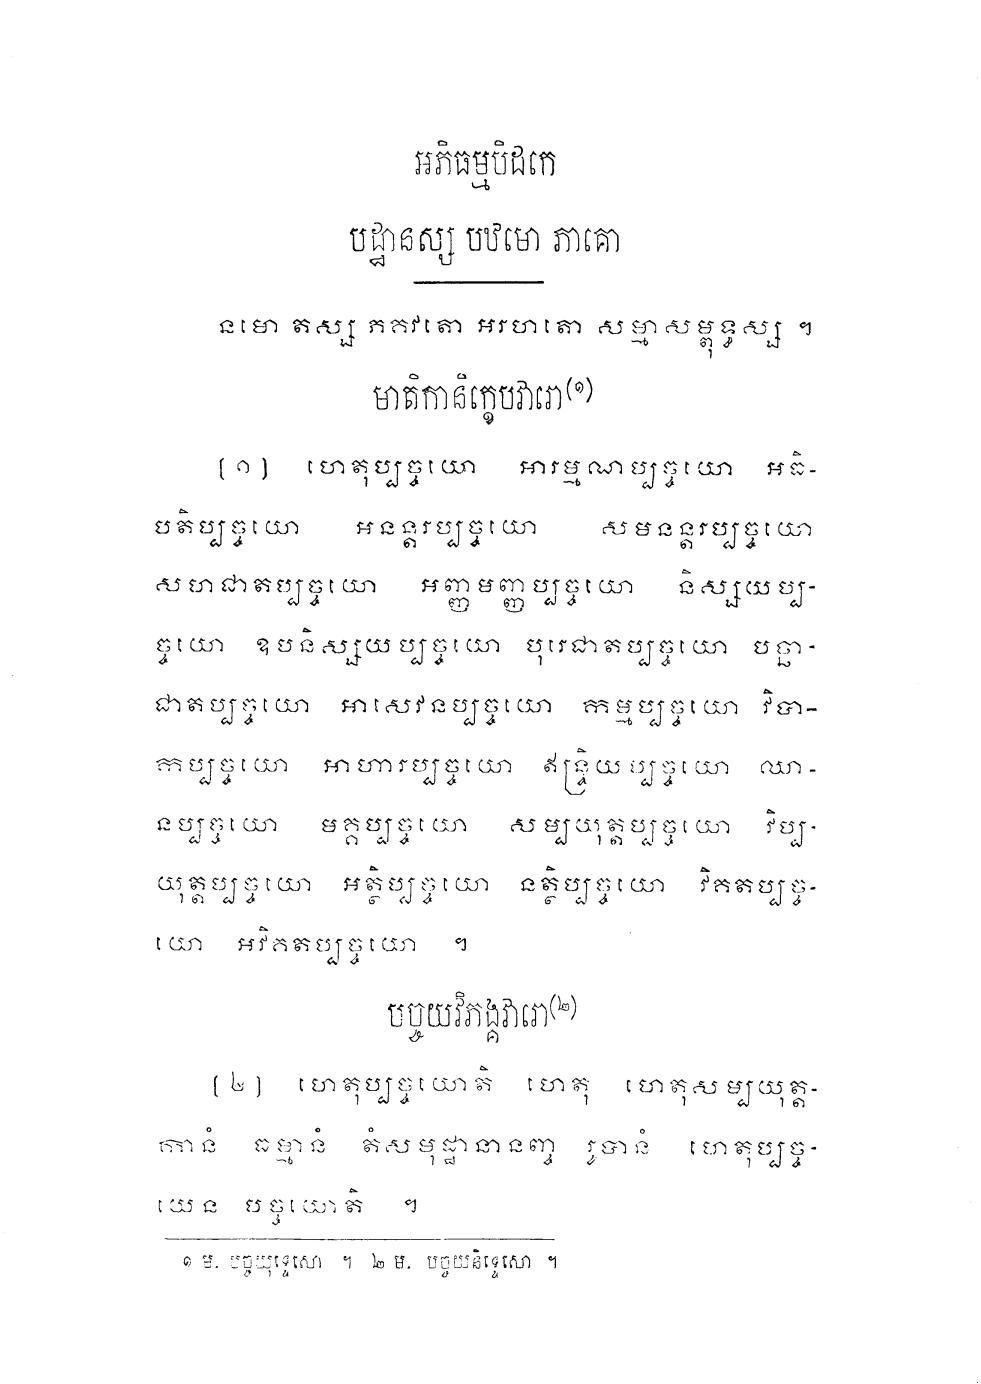 អភិធម្មបិដកេ
បដ្ឋានស្ស បឋមោ ភាគោ
នមោ តស្ស ភគវតោ អរហតោ សម្មាសម្ពុទ្ធស្ស ។
មាតិកានិក្ខេបវារោ(១)
(១) ហេតុប្បច្ចយោ អារម្មណប្បច្ចយោ អធិ-
បតិប្បច្ចយោ អនន្តរប្បច្ចយោ សមនន្តរប្បច្ចយោ
សហជាតប្បច្ចយោ អញ្ញមញ្ញប្បច្ចយោ និស្សយប្ប-
ច្ចយោ ឧបនិស្សយប្បច្ចយោ បុរេជាតប្បច្ចយោ បច្ឆា-
ជាតប្បច្ចយោ អាសេវនប្បច្ចយោ កម្មប្បច្ចយោ វិបា-
កប្បច្ចយោ អាហារប្បច្ចយោ ឥន្ទ្រិយប្បច្ចយោ ឈា-
នប្បច្ចយោ មគ្គប្បច្ចយោ សម្បយុត្តប្បច្ចយោ វិប្ប-
យុត្តប្បច្ចយោ អត្ថិប្បច្ចយោ នត្ថិប្បច្ចយោ វិគតប្បច្ច-
យោ អវិគតប្បច្ចយោ ។
បច្ចយវិភង្គវារោ(២)
(២) ហេតុប្បច្ចយោតិ ហេតុ ហេតុសម្បយុត្ត-
កានំ ធម្មានំ តំសមុដ្ឋានានញ្ច រូបានំ ហេតុប្បច្ច-
យេន បច្ចយោតិ ។
១ ម. បច្ចយុទ្ទេសោ ។ ២ ម. បច្ចយនិទ្ទេសោ ។